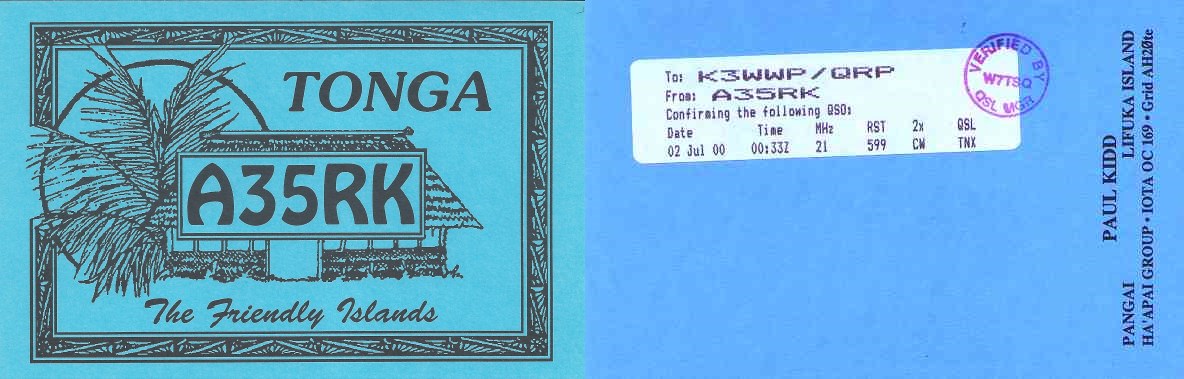 TONGA
A35RK
The Friendly Islands
To: K3WWP/QRP
From: A35RK
Confirming the following QSO:
Date Time MHz RST 2x QSL
02 Jul 00 00:33Z 21 599 CW TNX
VERIFIED BY
W7TSQ
QSL MGR
PAUL KIDD
PANGAI LIFUKA ISLAND
HA'APAI GROUP • IOTA OC 169 • Grid AH20te